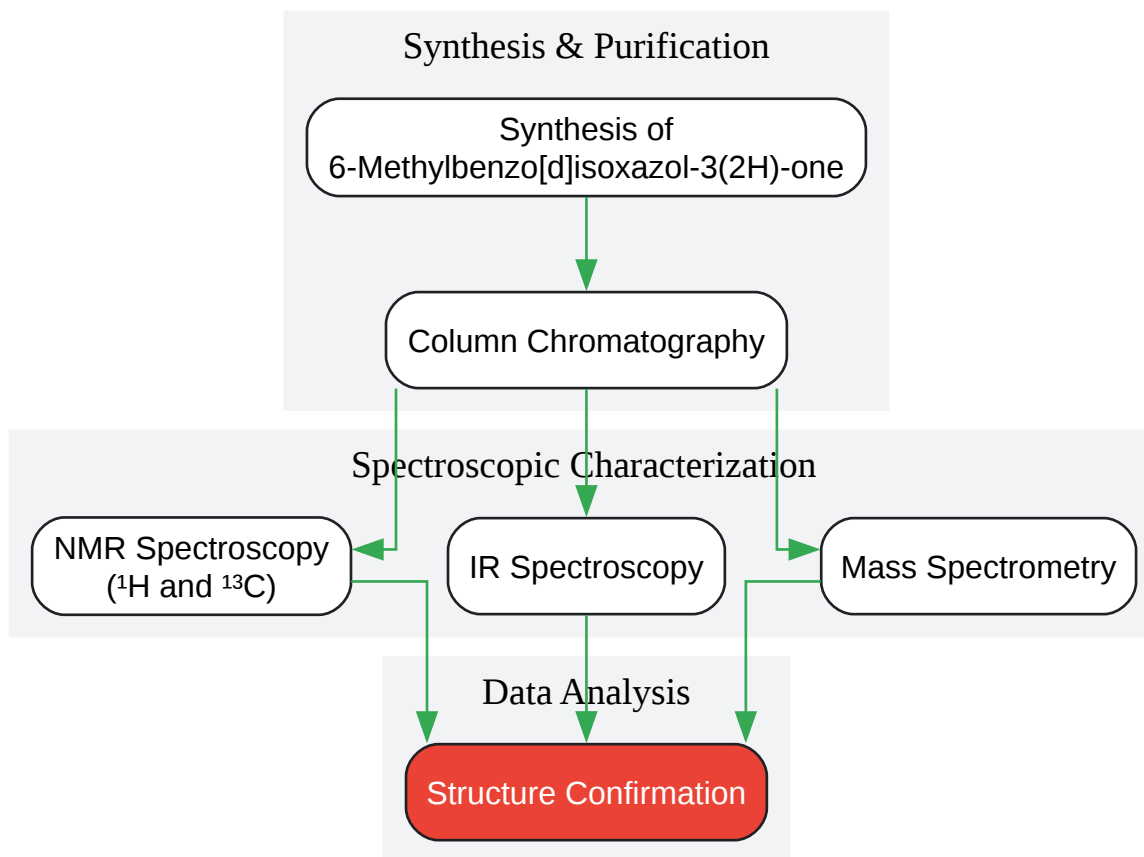 Synthesis & Purification
Synthesis of
6-Methylbenzo[d]isoxazol-3(2H)-one
Column Chromatography
Spectroscopic Characterization
NMR Spectroscopy
(¹H and ¹³C)
IR Spectroscopy
Mass Spectrometry
Data Analysis
Structure Confirmation